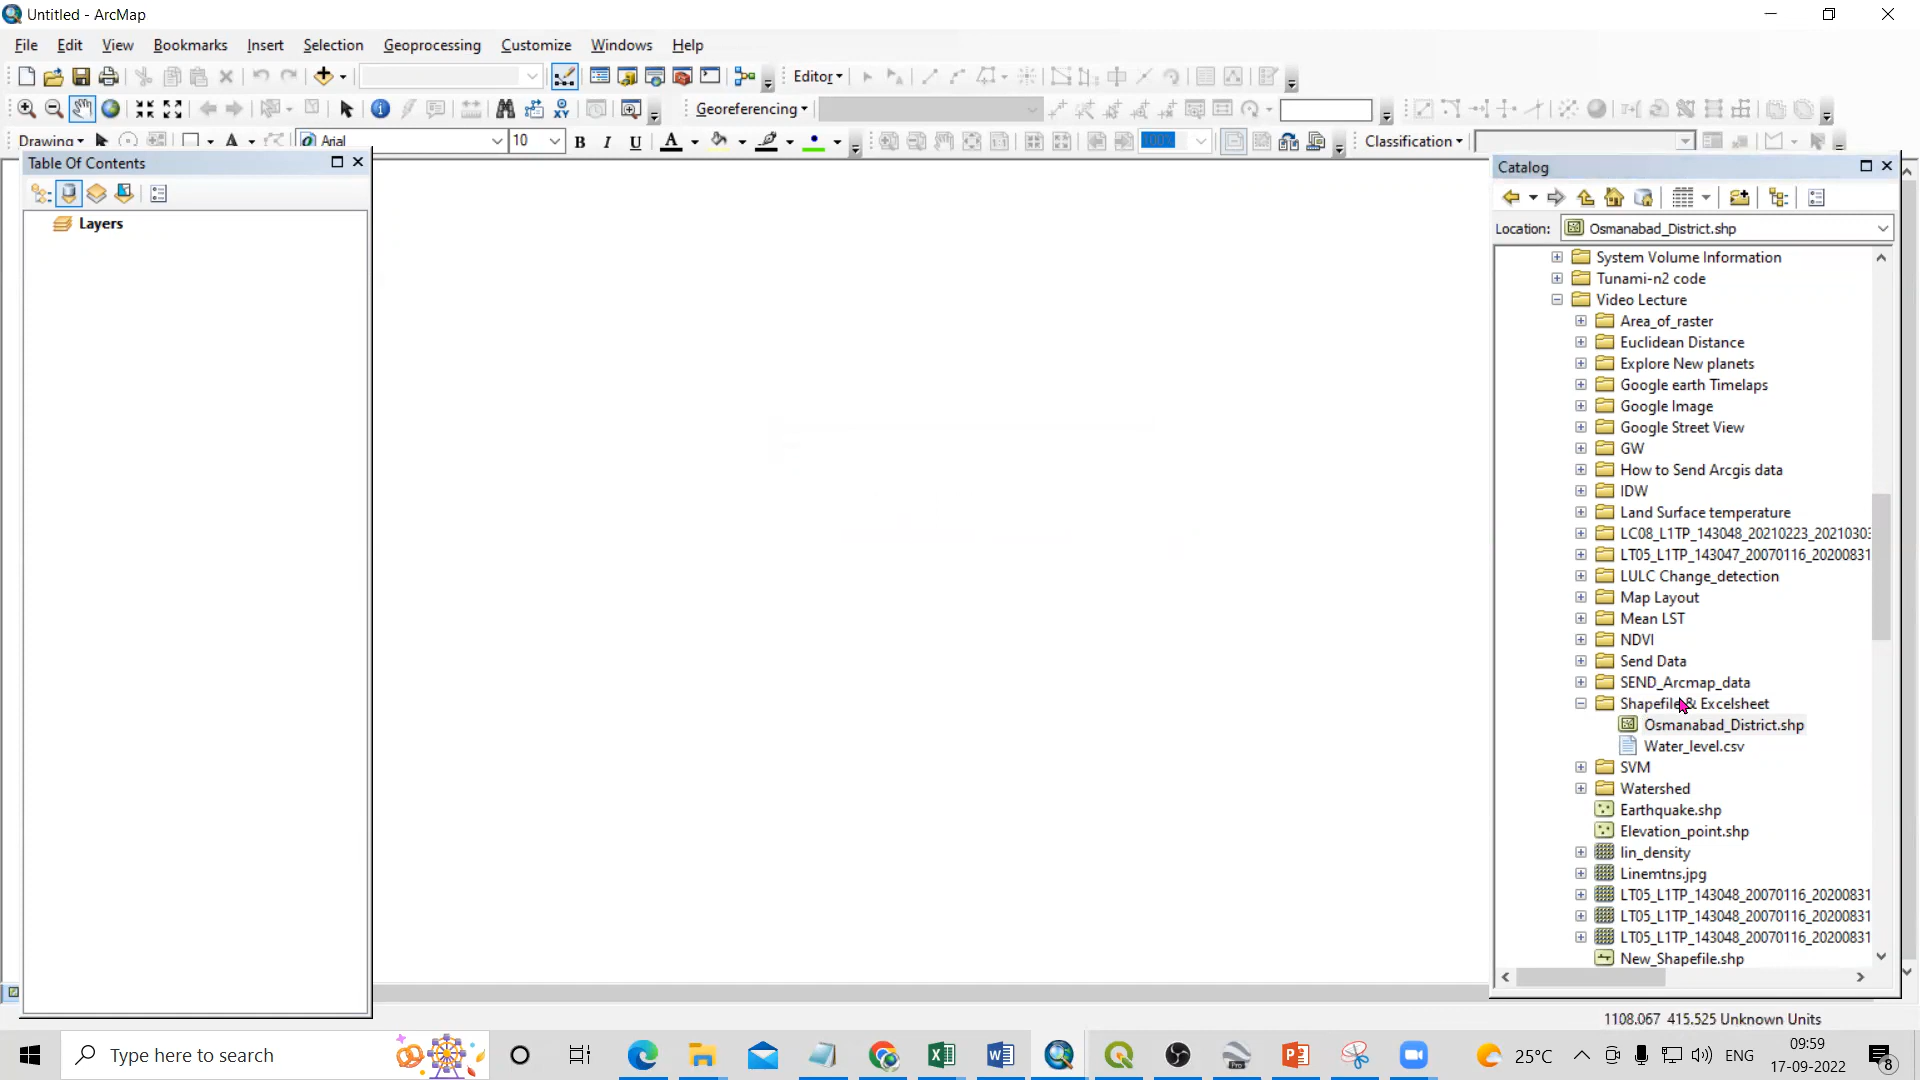 Untitled - ArcMap
File Edit View Bookmarks Insert Selection Geoprocessing Customize Windows Help
Editor
Georeferencing
Drawing A Arial 10 B I U A 100% Classification
Table Of Contents
Layers
Catalog
Location: Osmanabad_District.shp
System Volume Information
Tunami-n2 code
Video Lecture
Area_of_raster
Euclidean Distance
Explore New planets
Google earth Timelaps
Google Image
Google Street View
GW
How to Send Arcgis data
IDW
Land Surface temperature
LC08_L1TP_143048_20210223_2021030
LT05_L1TP_143047_20070116_20200831
LULC Change_detection
Map Layout
Mean LST
NDVI
Send Data
SEND_Arcmap_data
Shapefile & Excelsheet
Osmanabad_District.shp
Water_level.csv
SVM
Watershed
Earthquake.shp
Elevation_point.shp
lin_density
Linemtns.jpg
LT05_L1TP_143048_20070116_20200831
LT05_L1TP_143048_20070116_20200831
LT05_L1TP_143048_20070116_20200831
New_Shapefile.shp
1108.067 415.525 Unknown Units
Type here to search
25°C ENG
09:59
17-09-2022
8